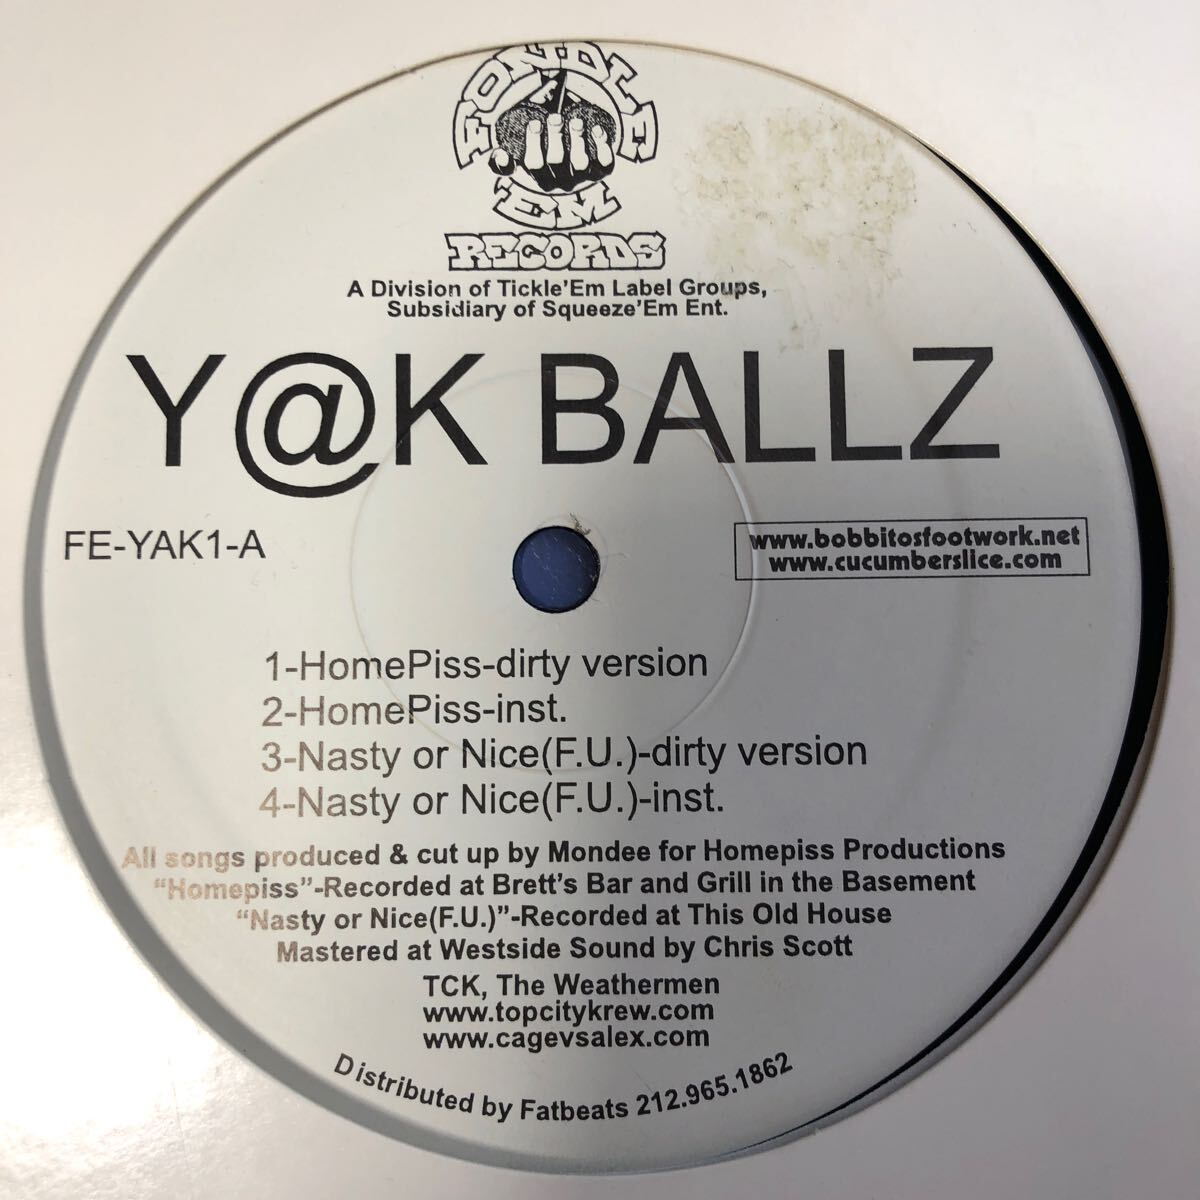 FONDLE
'EM
RECORDS
A Division of Tickle'Em Label Groups,
Subsidiary of Squeeze'Em Ent.
Y@K BALLZ
FE-YAK1-A
www.bobbitosfootwork.net
www.cucumberslice.com
1-HomePiss-dirty version
2-HomePiss-inst.
3-Nasty or Nice(F.U.)-dirty version
4-Nasty or Nice(F.U.)-inst.
All songs produced & cut up by Mondee for Homepiss Productions
“Homepiss”-Recorded at Brett's Bar and Grill in the Basement
“Nasty or Nice(F.U.)”-Recorded at This Old House
Mastered at Westside Sound by Chris Scott
TCK, The Weathermen
www.topcitykrew.com
www.cagevsalex.com
Distributed by Fatbeats 212.965.1862